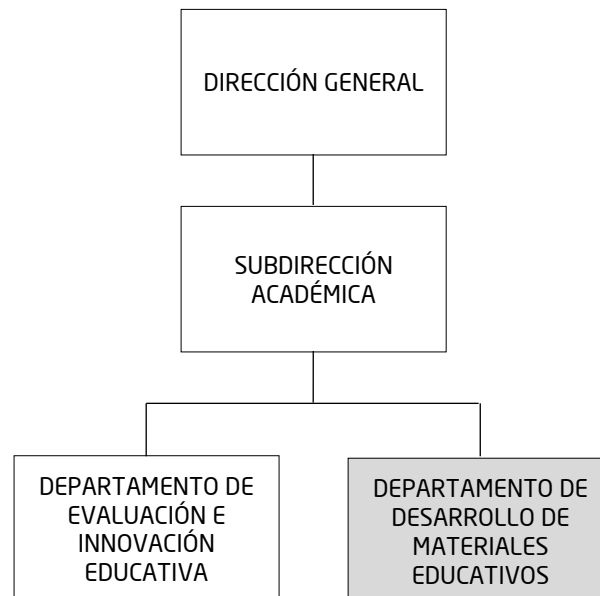 DIRECCIÓN GENERAL
SUBDIRECCIÓN
ACADÉMICA
DEPARTAMENTO DE
EVALUACIÓN E
INNOVACIÓN
EDUCATIVA
DEPARTAMENTO DE
DESARROLLO DE
MATERIALES
EDUCATIVOS